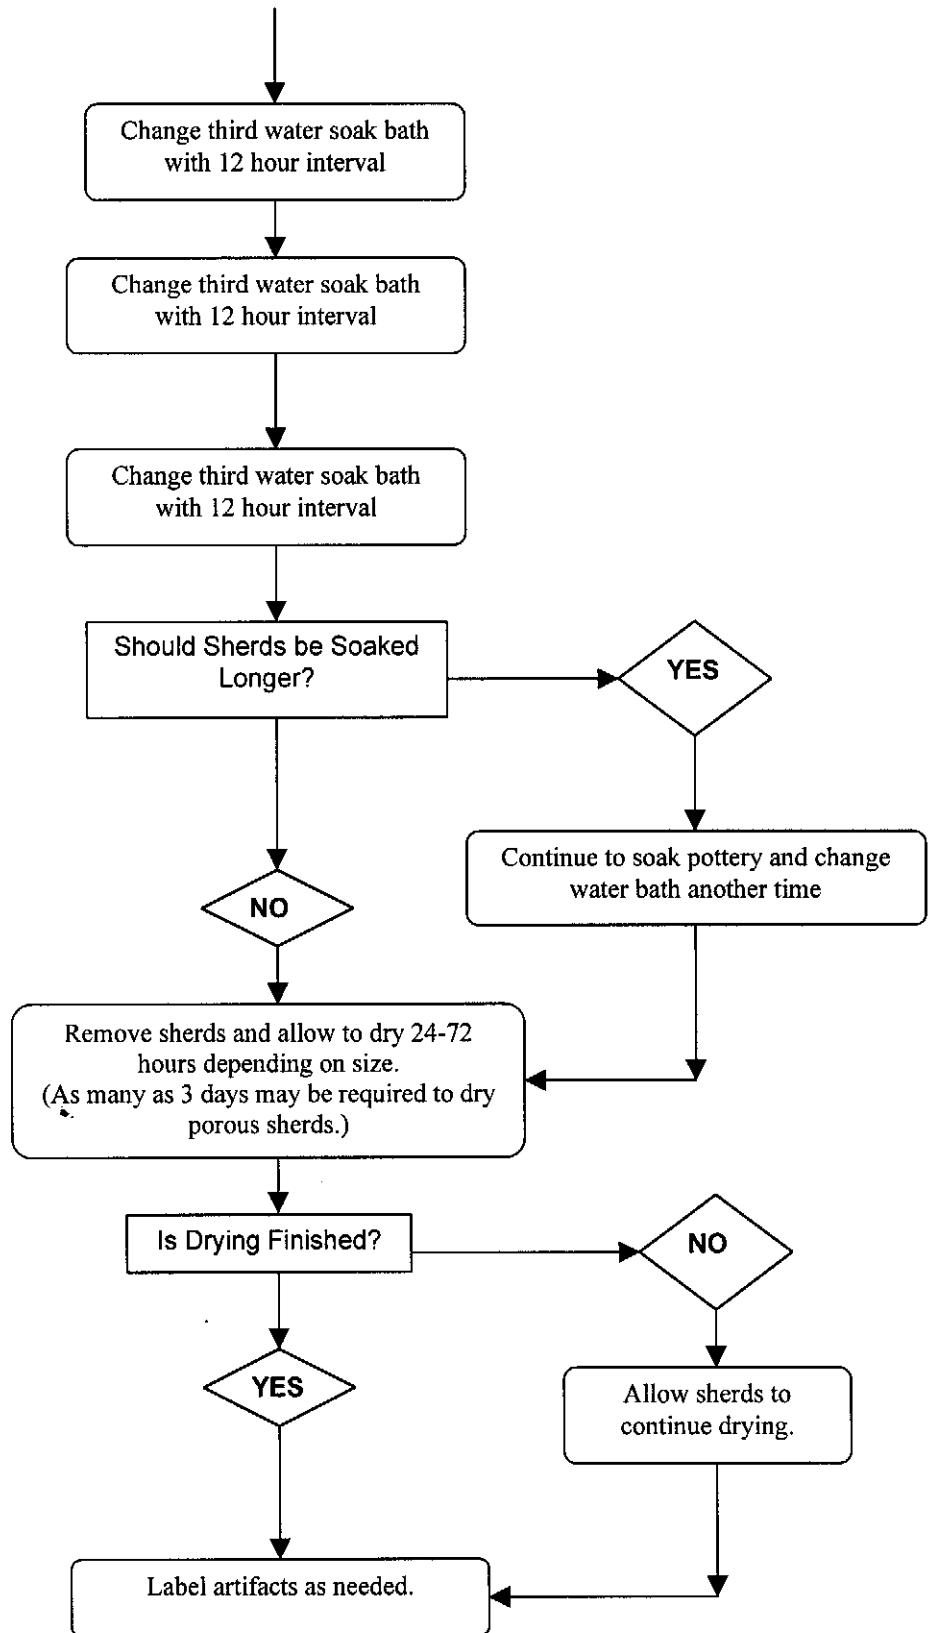 Change third water soak bath
with 12 hour interval
Change third water soak bath
with 12 hour interval
Change third water soak bath
with 12 hour interval
Should Sherds be Soaked
Longer?
YES
Continue to soak pottery and change
water bath another time
NO
Remove sherds and allow to dry 24-72
hours depending on size.
(As many as 3 days may be required to dry
porous sherds.)
Is Drying Finished?
NO
YES
Allow sherds to
continue drying.
Label artifacts as needed.